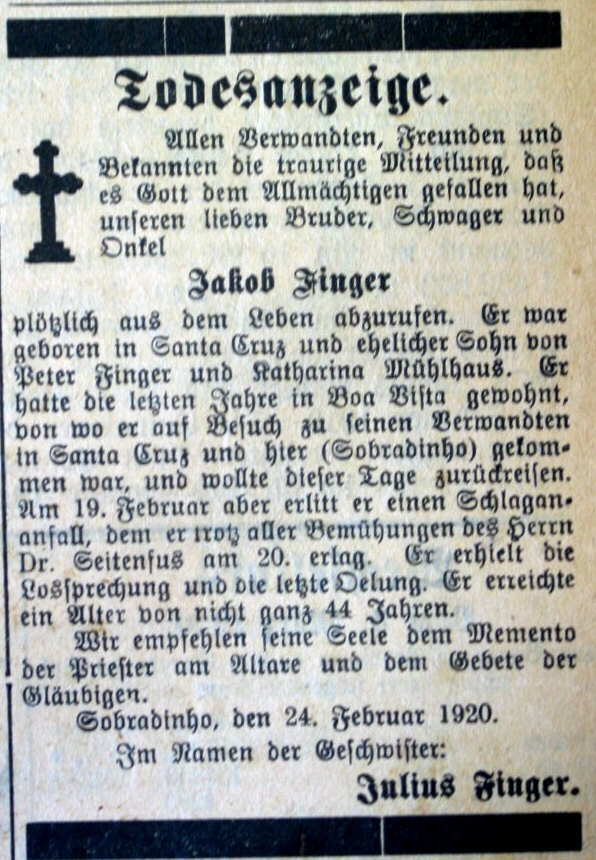 Todesanzeige.
Allen Verwandten, Freunden und
Bekannten die traurige Mitteilung, daß
es Gott dem Allmächtigen gefallen hat,
unseren lieben Bruder, Schwager und
Onkel
Jakob Finger
plötzlich aus dem Leben abzurufen. Er war
geboren in Santa Cruz und ehelicher Sohn von
Peter Finger und Katharina Mühlhaus. Er
hatte die letzten Jahre in Boa Vista gewohnt,
von wo er auf Besuch zu seinen Verwandten
in Santa Cruz und hier (Sobradinho) gekom-
men war, und wollte dieser Tage zurückreisen.
Am 19. Februar aber erlitt er einen Schlagan-
anfall, dem er trotz aller Bemühungen des Herrn
Dr. Seitenfus am 20. erlag. Er erhielt die
Lossprechung und die letzte Oelung. Er erreichte
ein Alter von nicht ganz 44 Jahren.
Wir empfehlen seine Seele dem Memento
der Priester am Altare und dem Gebete der
Gläubigen.
Sobradinho, den 24. Februar 1920.
Im Namen der Geschwister:
Julius Finger.